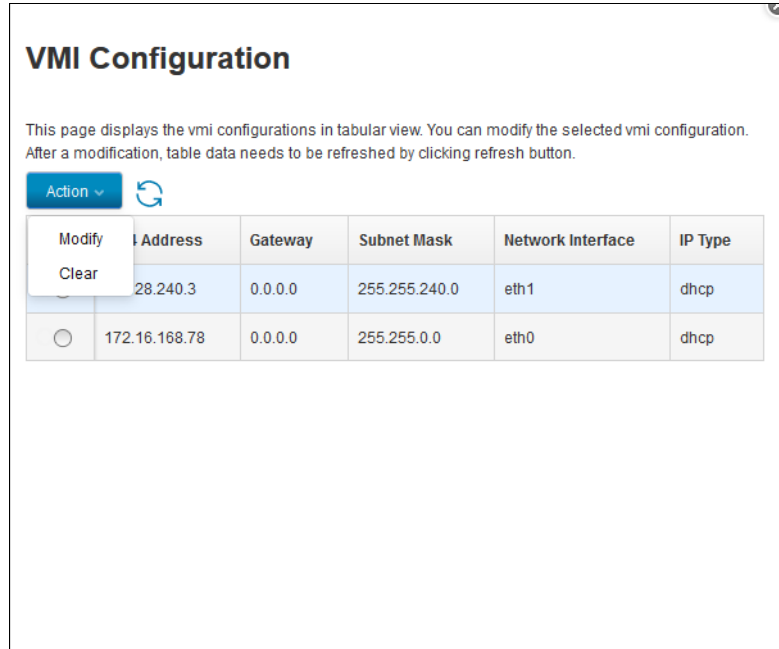 VMI Configuration
This page displays the vmi configurations in tabular view. You can modify the selected vmi configuration.
After a modification, table data needs to be refreshed by clicking refresh button.
Action
Modify
Clear
Address Gateway Subnet Mask Network Interface IP Type
28.240.3 0.0.0.0 255.255.240.0 eth1 dhcp
172.16.168.78 0.0.0.0 255.255.0.0 eth0 dhcp